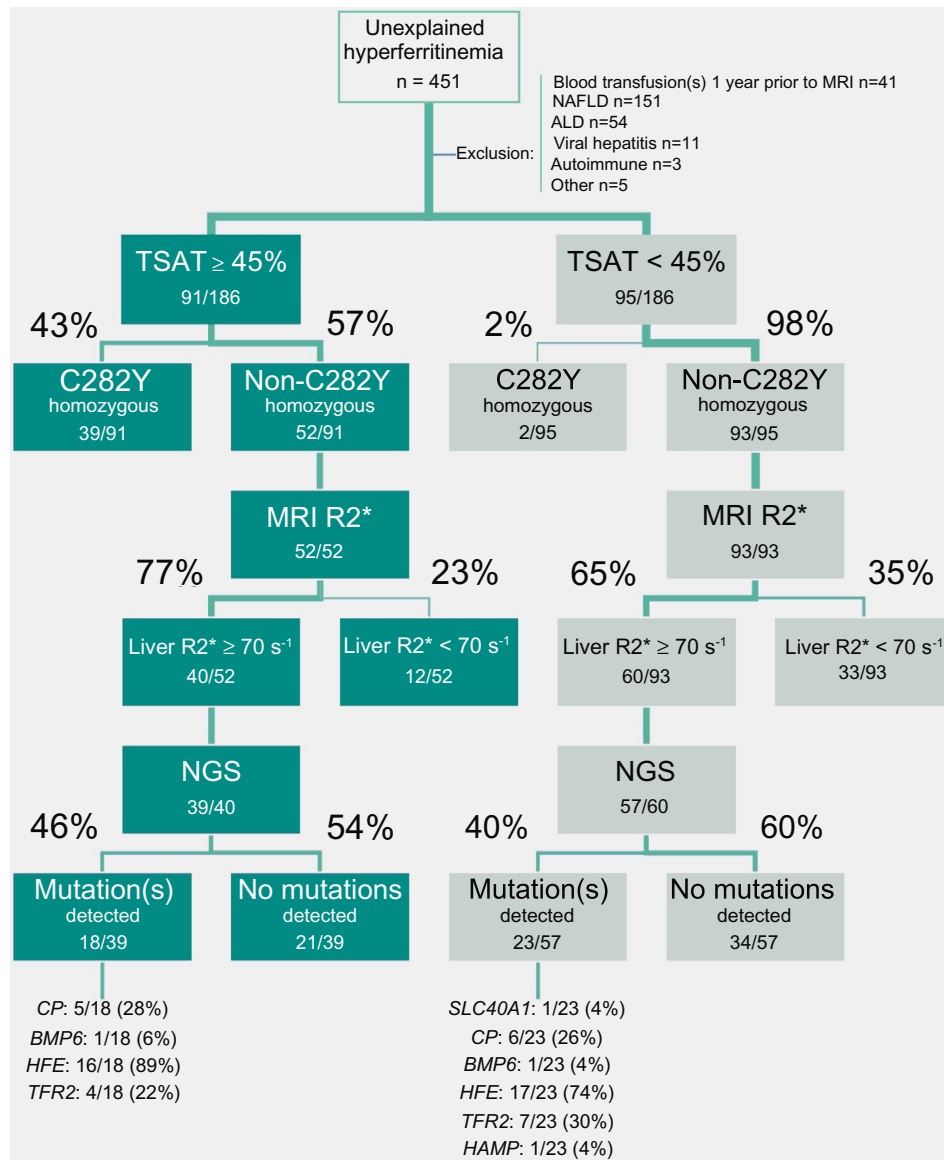 Unexplained
hyperferritinemia
n = 451
Exclusion:
Blood transfusion(s) 1 year prior to MRI n=41
NAFLD n=151
ALD n=54
Viral hepatitis n=11
Autoimmune n=3
Other n=5
TSAT ≥ 45%
91/186
TSAT < 45%
95/186
43%
57%
2%
98%
C282Y
homozygous
39/91
Non-C282Y
homozygous
52/91
C282Y
homozygous
2/95
Non-C282Y
homozygous
93/95
MRI R2*
52/52
MRI R2*
93/93
77%
23%
65%
35%
Liver R2* ≥ 70 s⁻¹
40/52
Liver R2* < 70 s⁻¹
12/52
Liver R2* ≥ 70 s⁻¹
60/93
Liver R2* < 70 s⁻¹
33/93
NGS
39/40
NGS
57/60
46%
54%
40%
60%
Mutation(s)
detected
18/39
No mutations
detected
21/39
Mutation(s)
detected
23/57
No mutations
detected
34/57
CP: 5/18 (28%)
BMP6: 1/18 (6%)
HFE: 16/18 (89%)
TFR2: 4/18 (22%)
SLC40A1: 1/23 (4%)
CP: 6/23 (26%)
BMP6: 1/23 (4%)
HFE: 17/23 (74%)
TFR2: 7/23 (30%)
HAMP: 1/23 (4%)